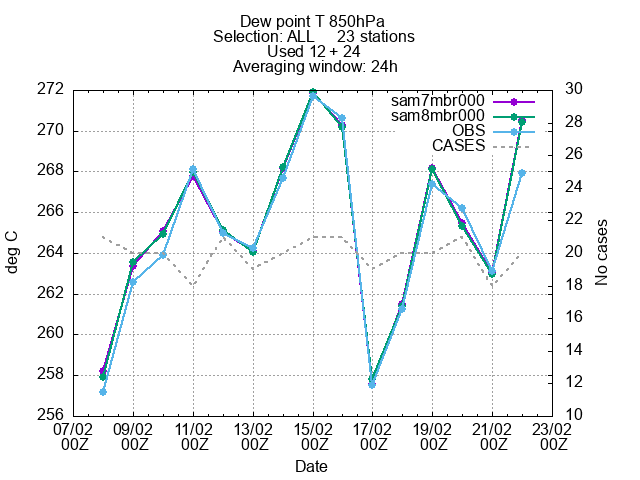 Dew point T 850hPa
Selection: ALL 23 stations
Used 12 + 24
Averaging window: 24h
272
270
268
266
264
262
260
258
256
deg C
30
28
26
24
22
20
18
16
14
12
10
No cases
sam7mbr000
sam8mbr000
OBS
CASES
07/02 09/02 11/02 13/02 15/02 17/02 19/02 21/02 23/02
00Z 00Z 00Z 00Z 00Z 00Z 00Z 00Z 00Z
Date